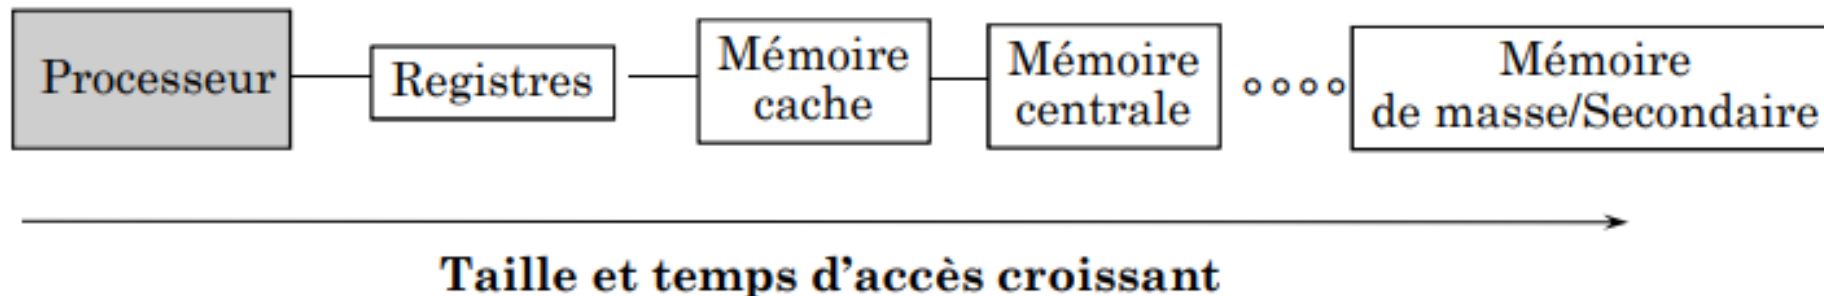 Processeur
Registres
Mémoire
cache
Mémoire
centrale
Mémoire
de masse/Secondaire
Taille et temps d'accès croissant